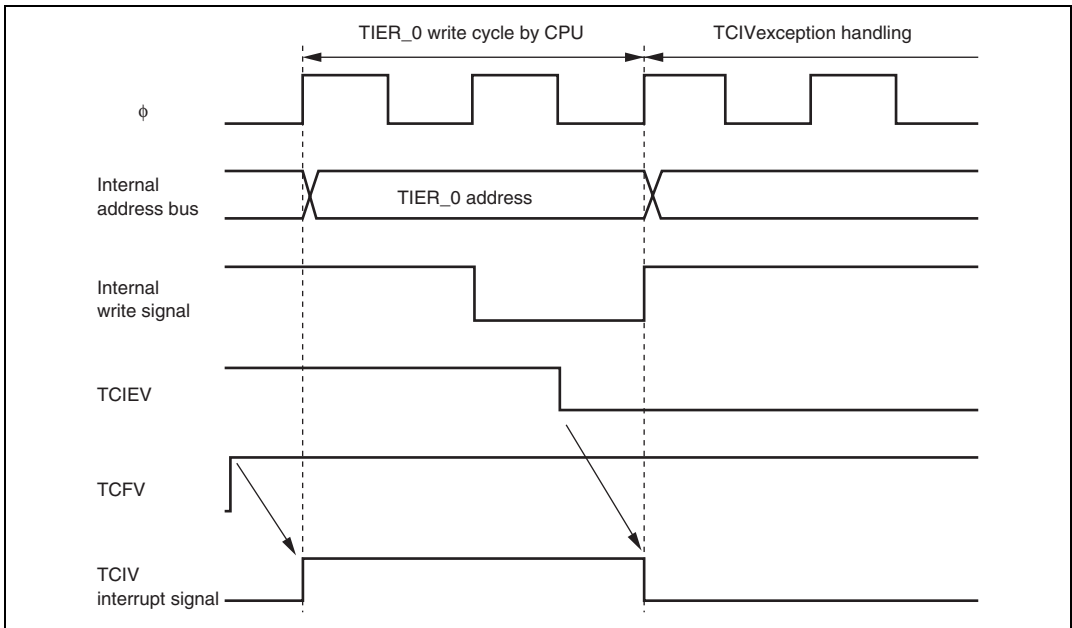 TIER_0 write cycle by CPU
TCIVexception handling
ϕ
Internal
address bus
TIER_0 address
Internal
write signal
TCIEV
TCFV
TCIV
interrupt signal